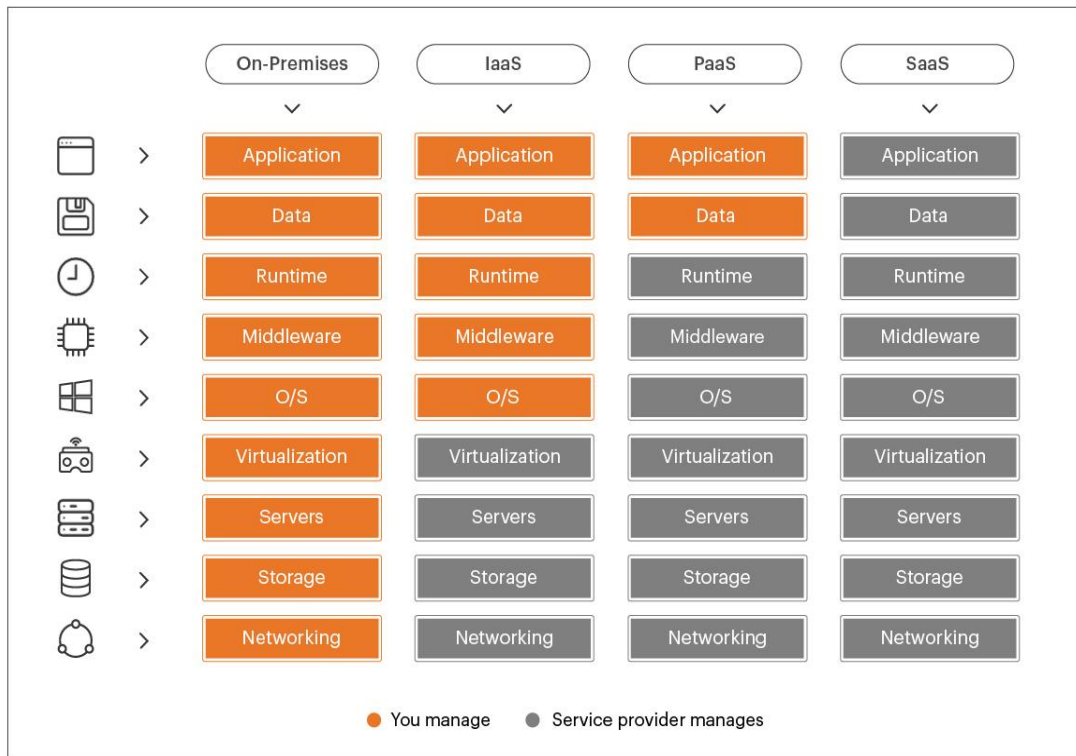 On-Premises IaaS PaaS SaaS
Application Application Application Application
Data Data Data Data
Runtime Runtime Runtime Runtime
Middleware Middleware Middleware Middleware
O/S O/S O/S O/S
Virtualization Virtualization Virtualization Virtualization
Servers Servers Servers Servers
Storage Storage Storage Storage
Networking Networking Networking Networking
You manage Service provider manages